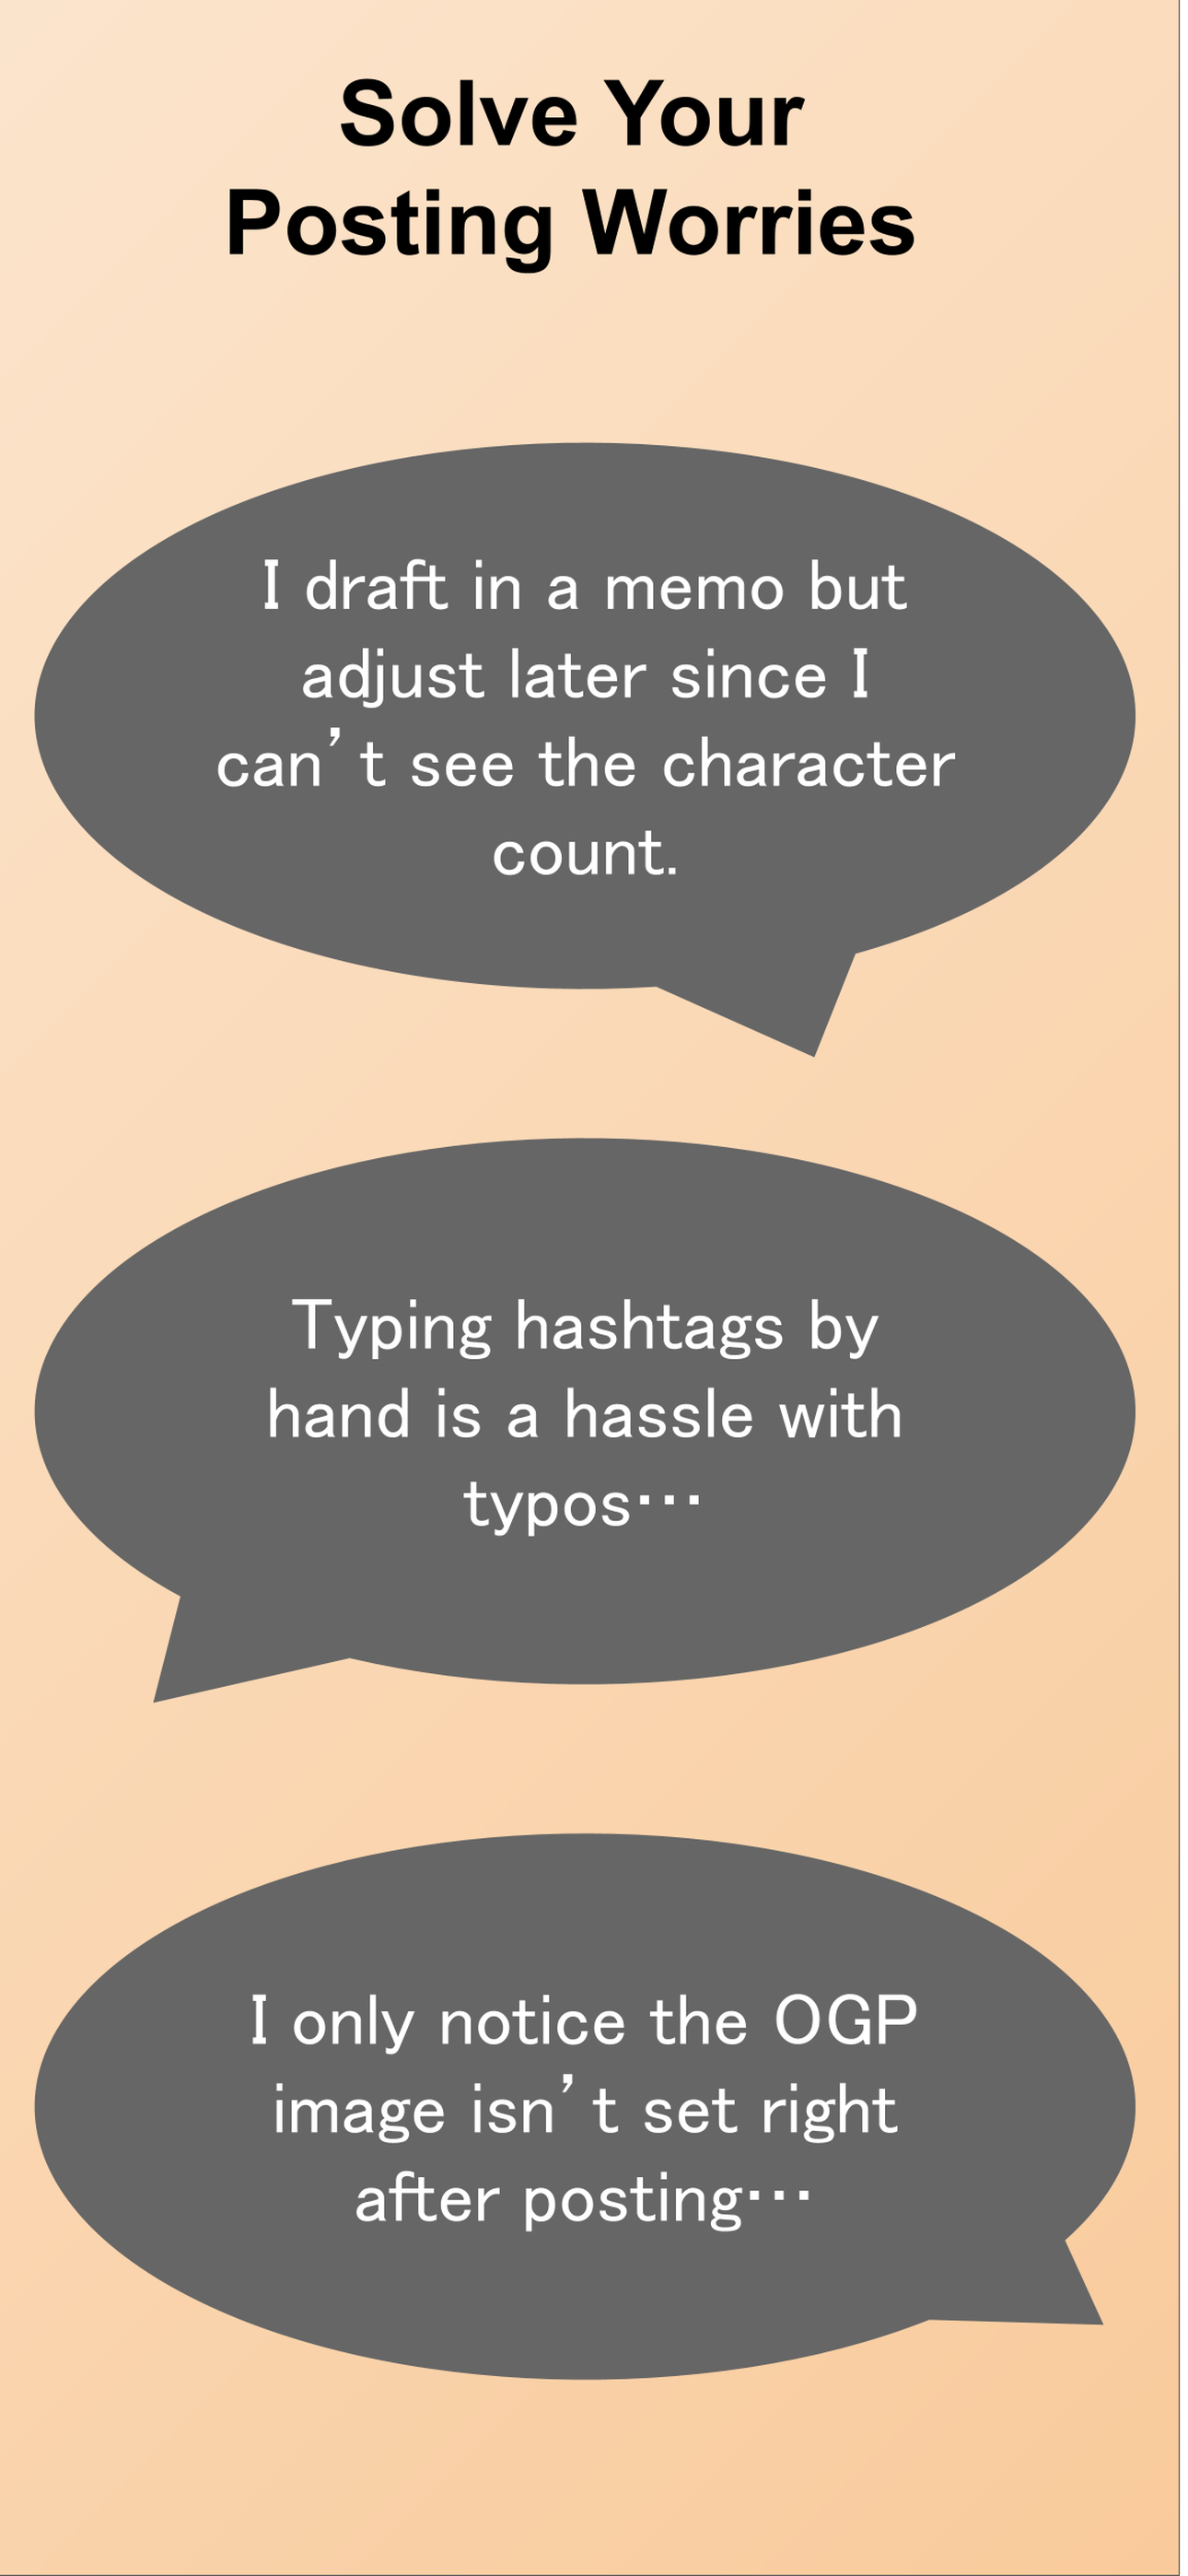 Solve Your
Posting Worries
I draft in a memo but
adjust later since I
can’t see the character
count.
Typing hashtags by
hand is a hassle with
typos…
I only notice the OGP
image isn’t set right
after posting…